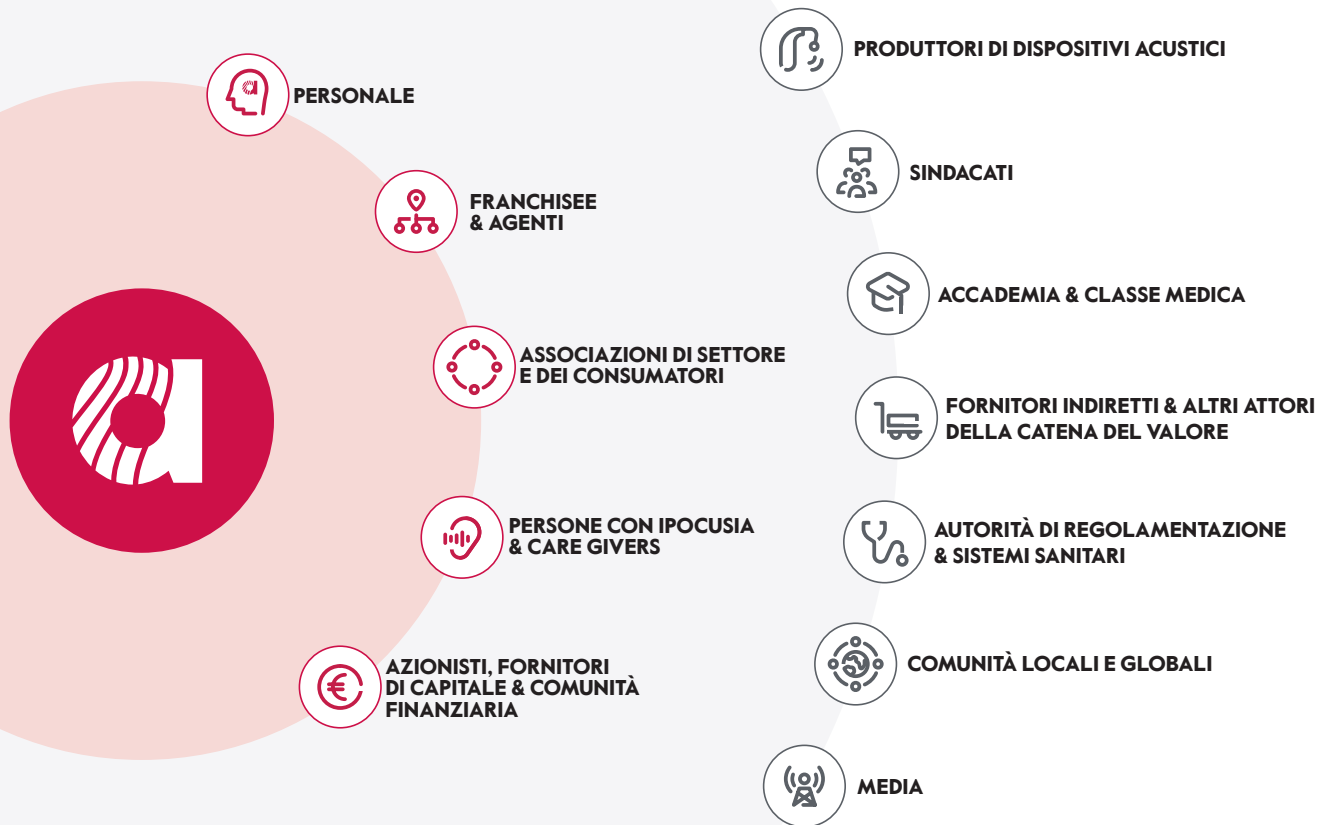 PERSONALE
FRANCHISEE
& AGENTI
ASSOCIAZIONI DI SETTORE
E DEI CONSUMATORI
PERSONE CON IPOCUSIA
& CARE GIVERS
AZIONISTI, FORNITORI
DI CAPITALE & COMUNITÀ
FINANZIARIA
PRODUTTORI DI DISPOSITIVI ACUSTICI
SINDACATI
ACCADEMIA & CLASSE MEDICA
FORNITORI INDIRETTI & ALTRI ATTORI
DELLA CATENA DEL VALORE
AUTORITÀ DI REGOLAMENTAZIONE
& SISTEMI SANITARI
COMUNITÀ LOCALI E GLOBALI
MEDIA